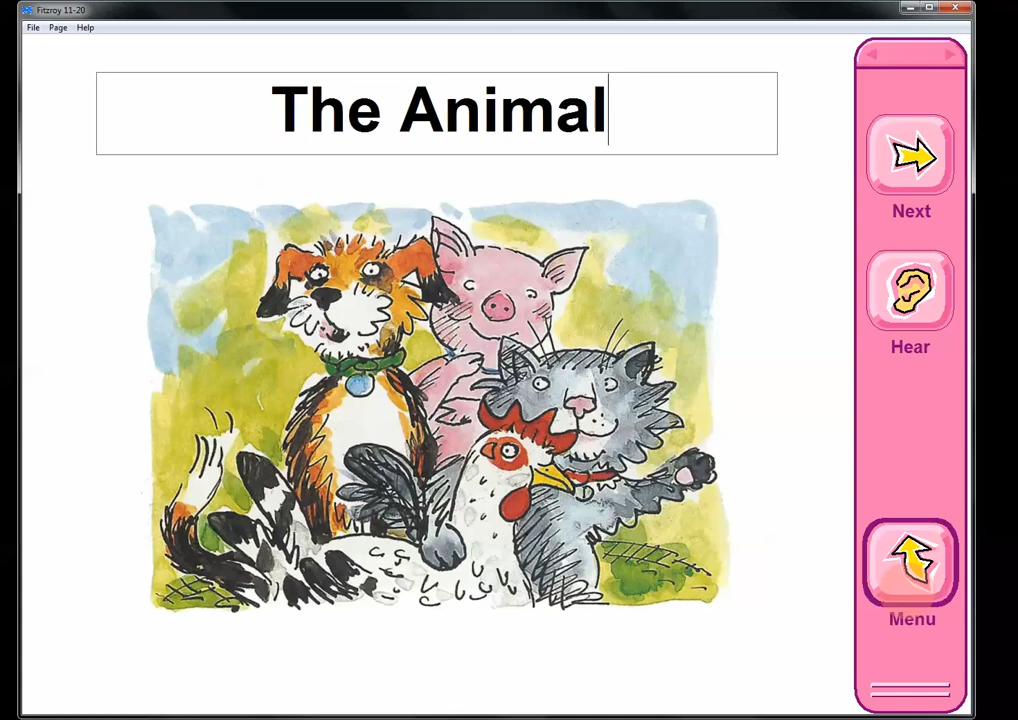 Fitzroy 11-20
File Page Help
The Animal
Next
Hear
Menu